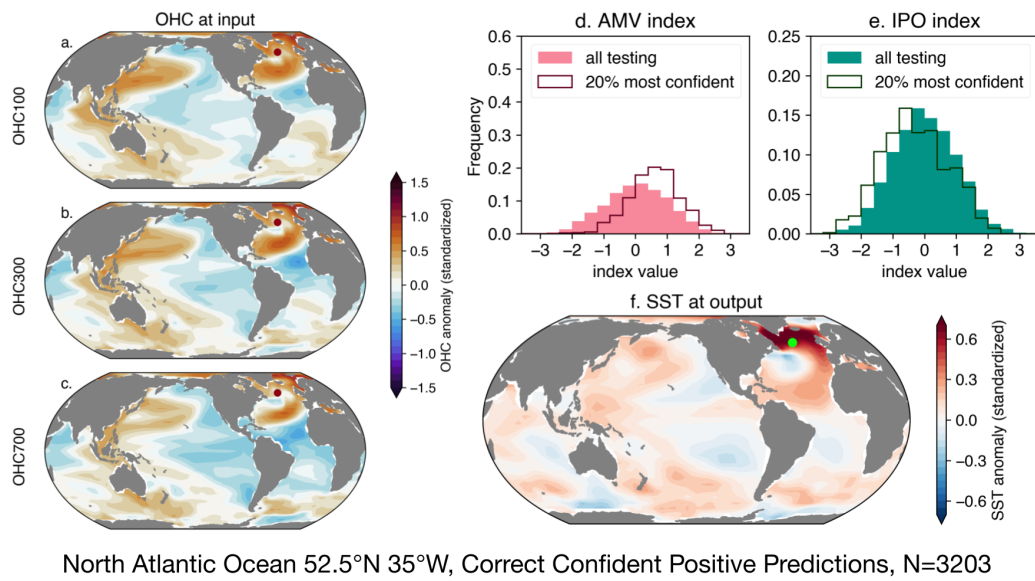 OHC at input
a.
OHC100
b.
OHC300
c.
OHC700
1.5
1.0
0.5
0.0
−0.5
−1.0
−1.5
OHC anomaly (standardized)
d. AMV index
0.6
0.5
0.4
0.3
0.2
0.1
0.0
Frequency
all testing
20% most confident
−3 −2 −1 0 1 2 3
index value
e. IPO index
0.25
0.20
0.15
0.10
0.05
0.00
all testing
20% most confident
−3 −2 −1 0 1 2 3
index value
f. SST at output
0.6
0.3
0.0
−0.3
−0.6
SST anomaly (standardized)
North Atlantic Ocean 52.5°N 35°W, Correct Confident Positive Predictions, N=3203